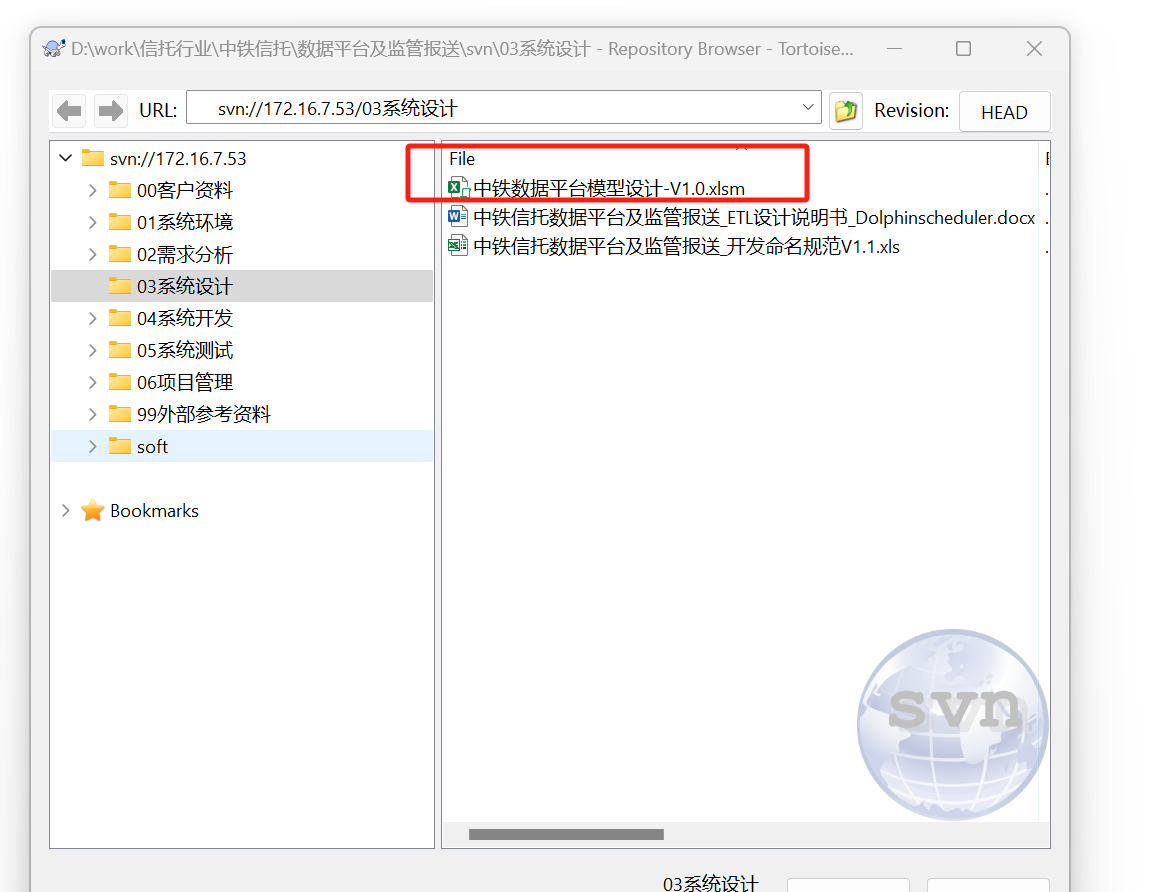 D:\work\信托行业\中铁信托\数据平台及监管报送\svn\03系统设计 - Repository Browser - Tortoise...
URL: svn://172.16.7.53/03系统设计 Revision: HEAD
svn://172.16.7.53
00客户资料
01系统环境
02需求分析
03系统设计
04系统开发
05系统测试
06项目管理
99外部参考资料
soft
Bookmarks
File
中铁数据平台模型设计-V1.0.xlsm
中铁信托数据平台及监管报送_ETL设计说明书_Dolphinscheduler.docx
中铁信托数据平台及监管报送_开发命名规范V1.1.xls
svn
03系统设计